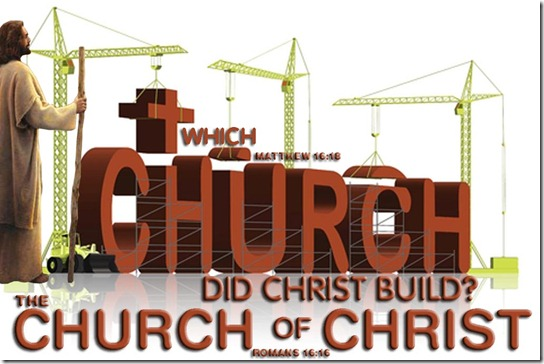 WHICH
MATTHEW 16:18
CHURCH
DID CHRIST BUILD?
THE
CHURCH OF CHRIST
ROMANS 16:16